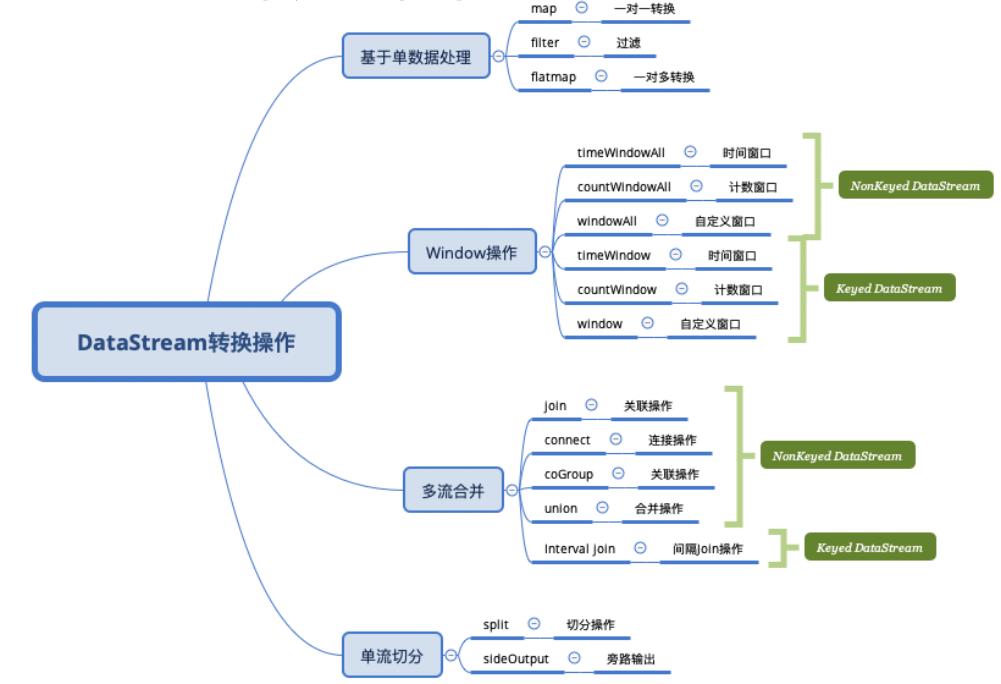 DataStream转换操作
基于单数据处理
map 一对一转换
filter 过滤
flatmap 一对多转换
Window操作
timeWindowAll 时间窗口
countWindowAll 计数窗口
windowAll 自定义窗口
NonKeyed DataStream
timeWindow 时间窗口
countWindow 计数窗口
window 自定义窗口
Keyed DataStream
多流合并
join 关联操作
connect 连接操作
coGroup 关联操作
union 合并操作
NonKeyed DataStream
Interval join 间隔Join操作
Keyed DataStream
单流切分
split 切分操作
sideOutput 旁路输出